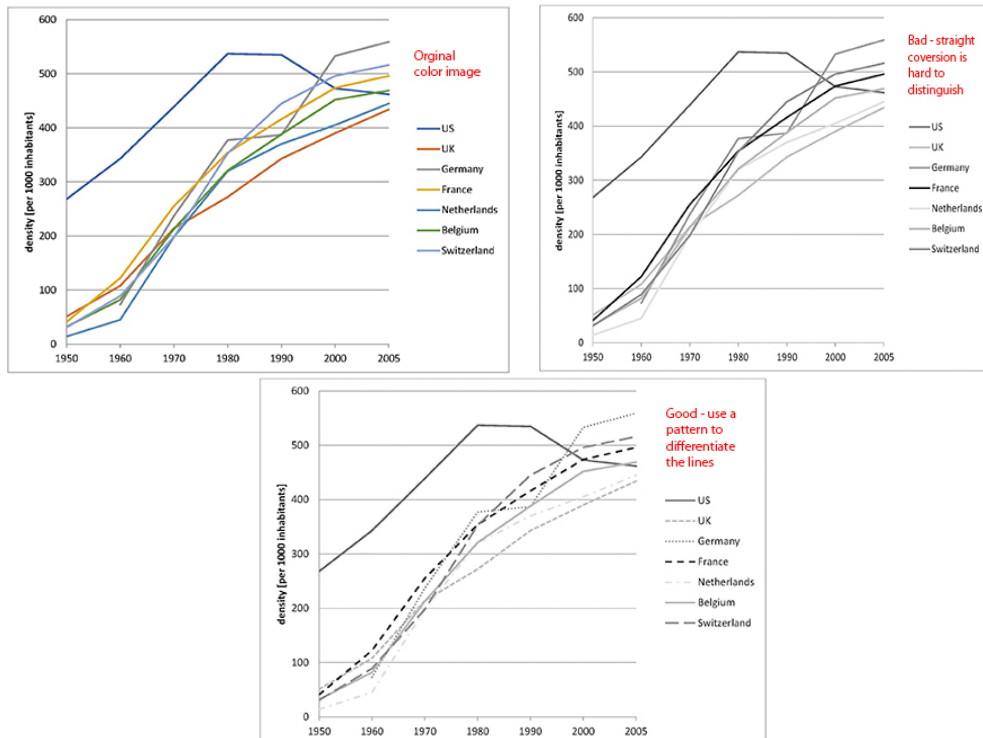 600
500
400
300
200
100
0
density [per 1000 inhabitants]
1950 1960 1970 1980 1990 2000 2005
Orginal
color image
US
UK
Germany
France
Netherlands
Belgium
Switzerland
600
500
400
300
200
100
0
density [per 1000 inhabitants]
1950 1960 1970 1980 1990 2000 2005
Bad - straight
coversion is
hard to
distinguish
US
UK
Germany
France
Netherlands
Belgium
Switzerland
600
500
400
300
200
100
0
density [per 1000 inhabitants]
1950 1960 1970 1980 1990 2000 2005
Good - use a
pattern to
differentiate
the lines
US
UK
Germany
France
Netherlands
Belgium
Switzerland